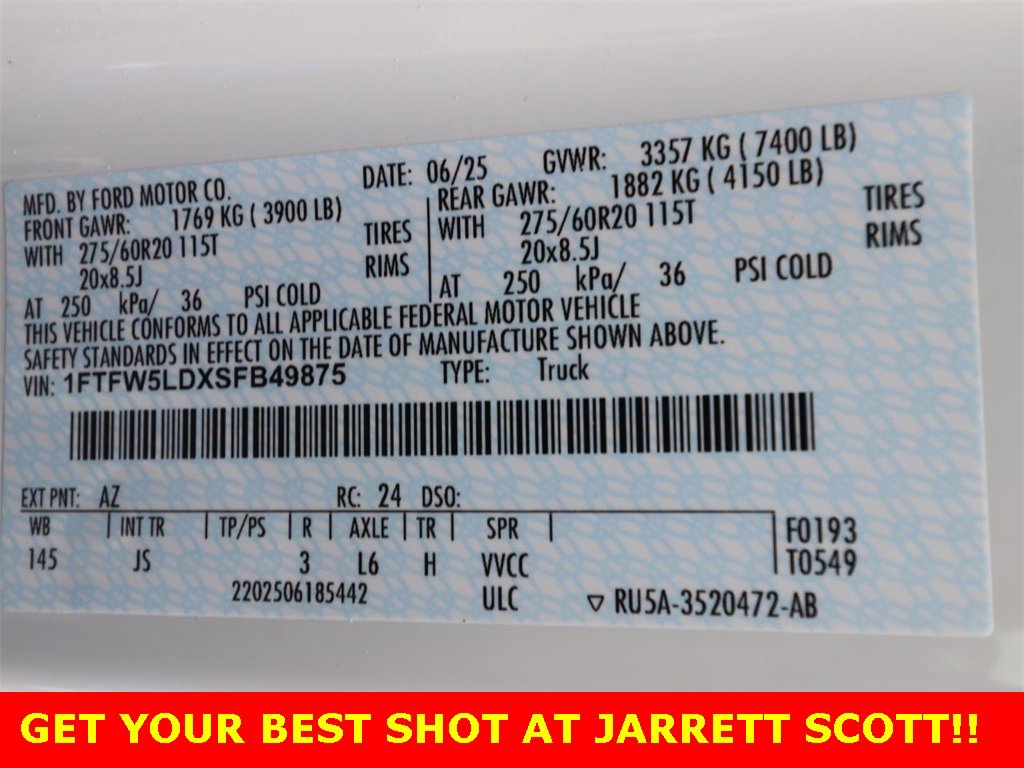 MFD. BY FORD MOTOR CO. DATE: 06/25 GVWR: 3357 KG ( 7400 LB)
FRONT GAWR: 1769 KG ( 3900 LB) REAR GAWR: 1882 KG ( 4150 LB)
WITH 275/60R20 115T TIRES WITH 275/60R20 115T TIRES
20x8.5J RIMS 20x8.5J RIMS
AT 250 kPa/ 36 PSI COLD AT 250 kPa/ 36 PSI COLD
THIS VEHICLE CONFORMS TO ALL APPLICABLE FEDERAL MOTOR VEHICLE
SAFETY STANDARDS IN EFFECT ON THE DATE OF MANUFACTURE SHOWN ABOVE.
VIN: 1FTFW5LDXSFB49875 TYPE: Truck
EXT PNT: AZ RC: 24 DSO:
WB INT TR TP/PS R AXLE TR SPR F0193
145 JS 3 L6 H VVCC T0549
2202506185442 ULC ▽ RU5A-3520472-AB
GET YOUR BEST SHOT AT JARRETT SCOTT!!